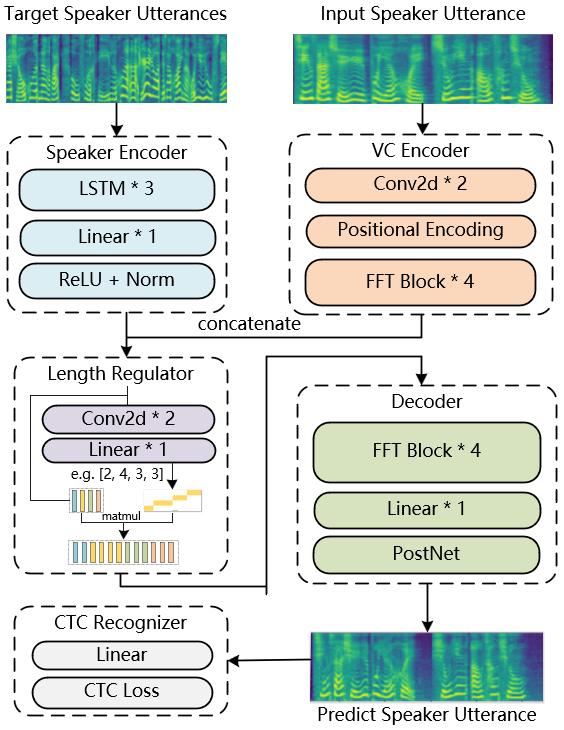 Target Speaker Utterances
Input Speaker Utterance
Speaker Encoder
LSTM * 3
Linear * 1
ReLU + Norm
VC Encoder
Conv2d * 2
Positional Encoding
FFT Block * 4
concatenate
Length Regulator
Conv2d * 2
Linear * 1
e.g. [2, 4, 3, 3]
matmul
Decoder
FFT Block * 4
Linear * 1
PostNet
CTC Recognizer
Linear
CTC Loss
Predict Speaker Utterance